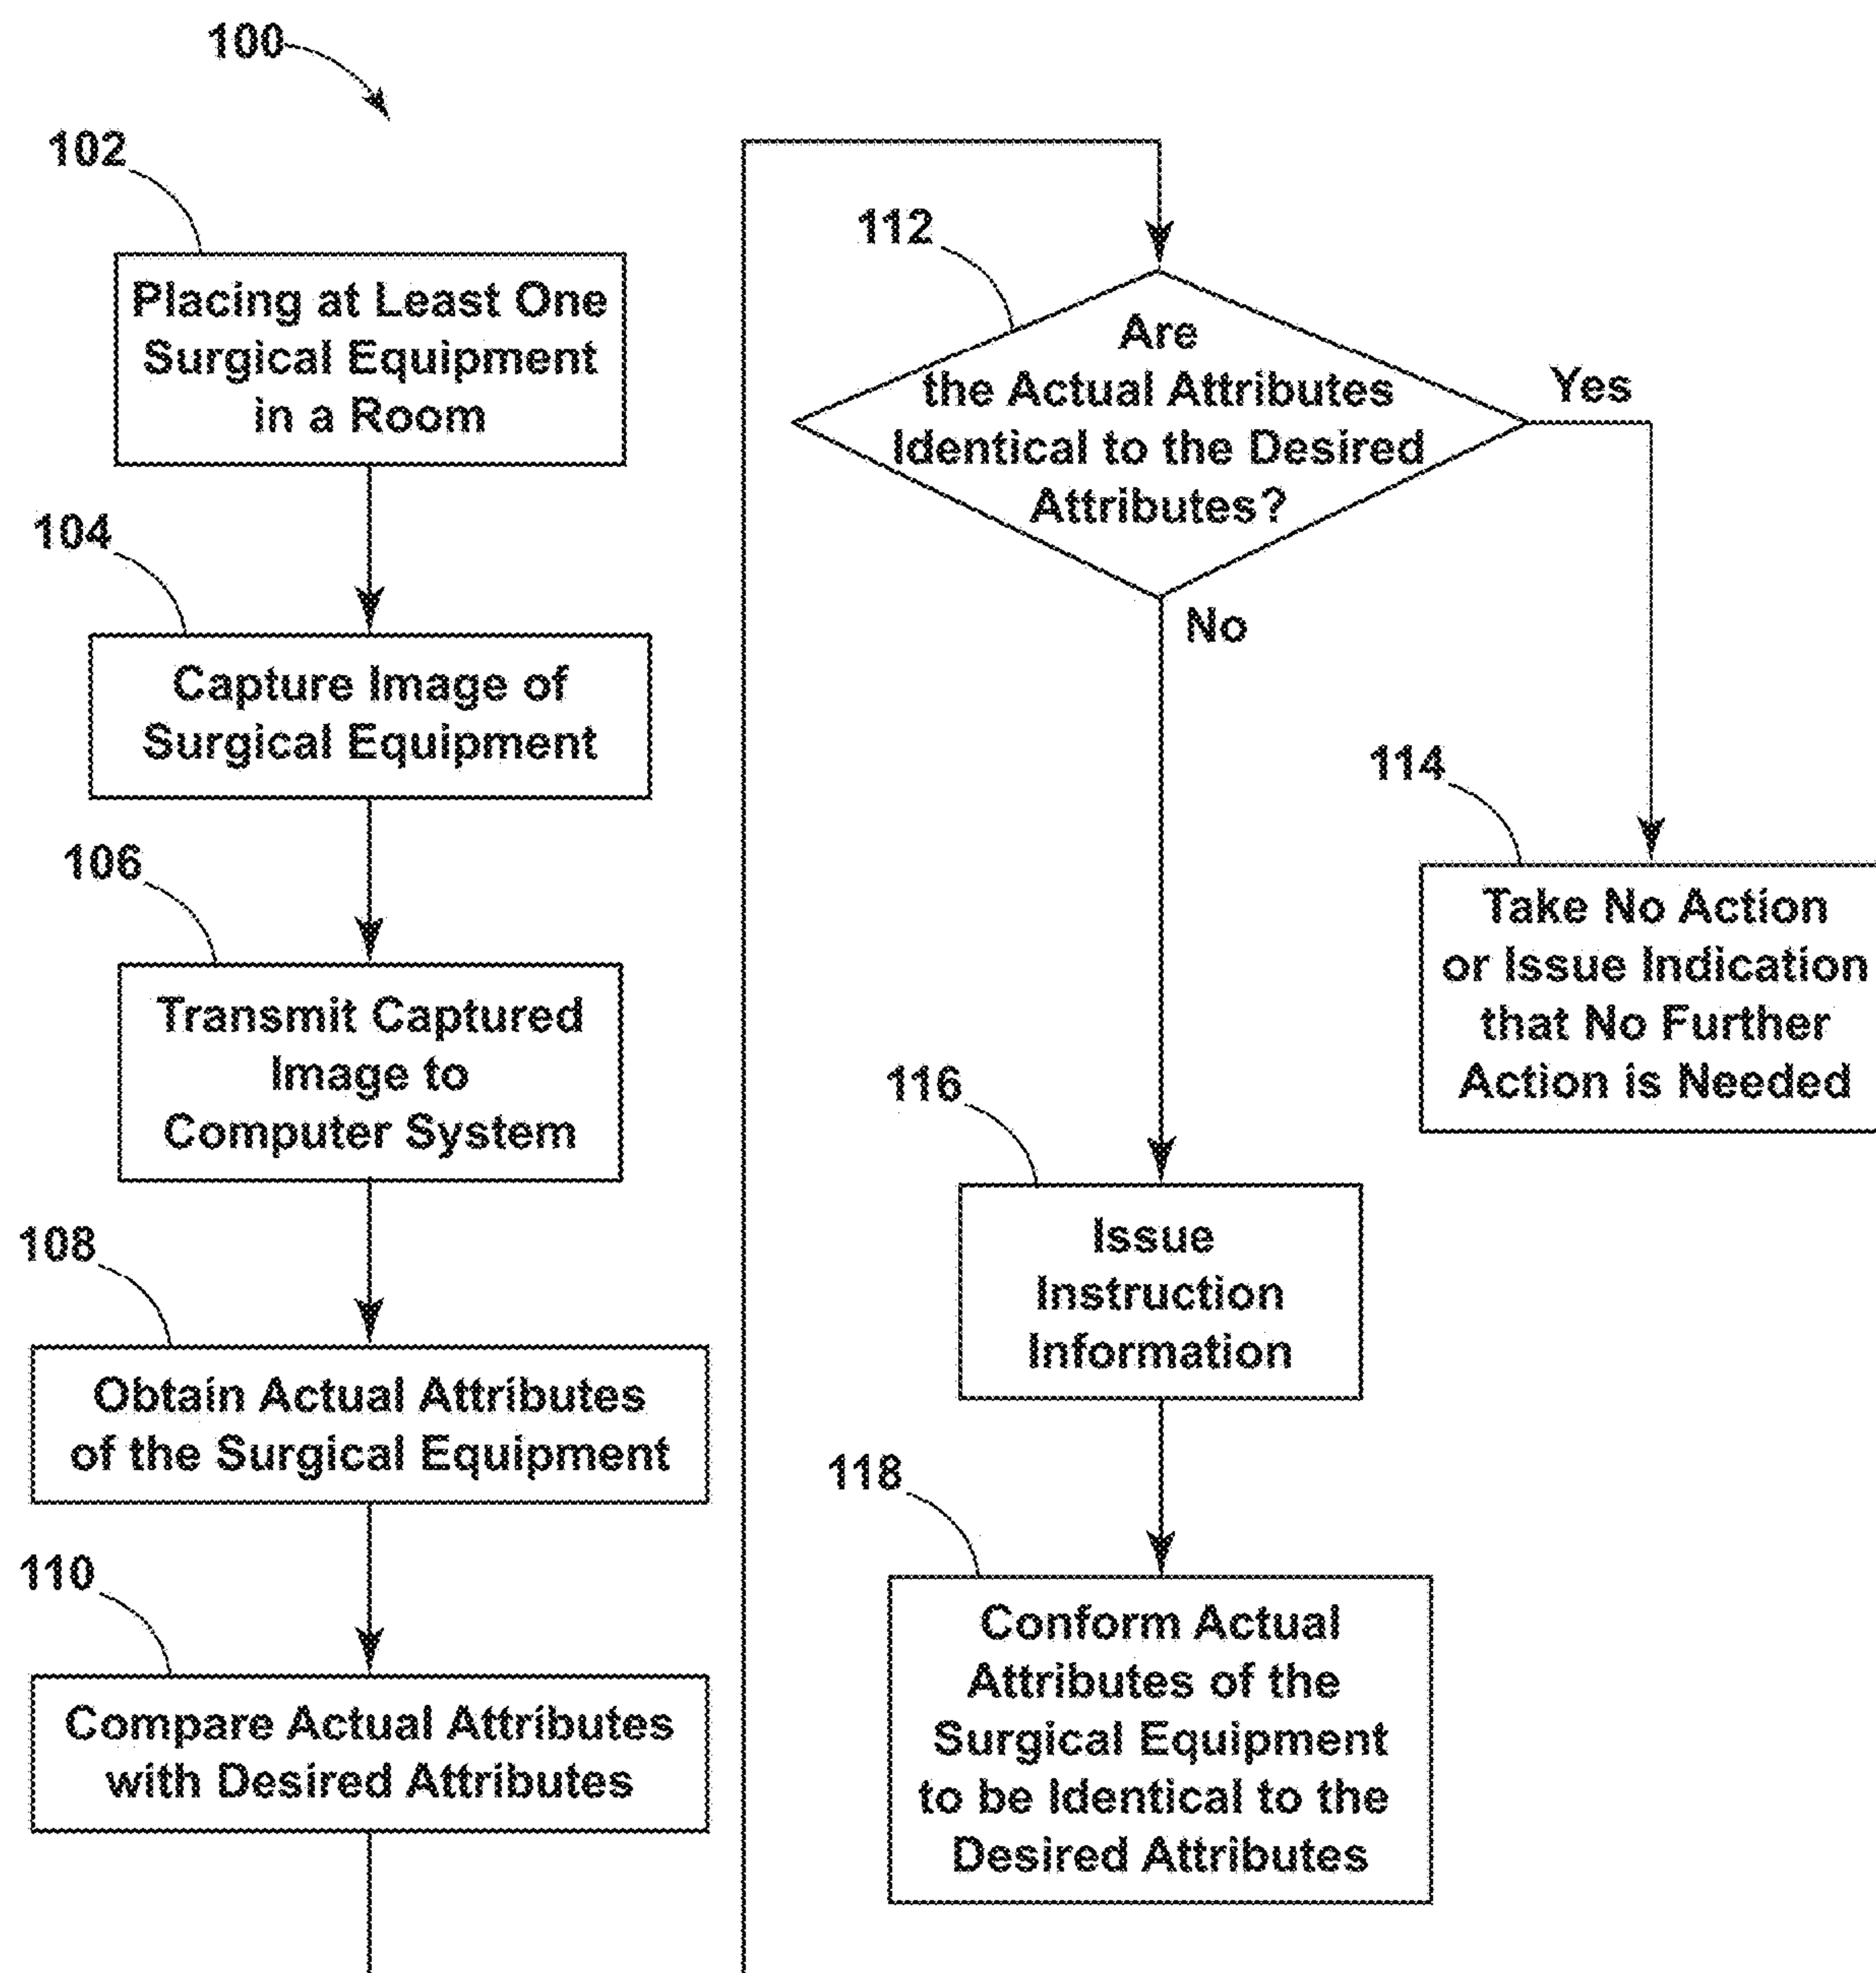 100
102
Placing at Least One
Surgical Equipment
in a Room
104
Capture Image of
Surgical Equipment
106
Transmit Captured
Image to
Computer System
108
Obtain Actual Attributes
of the Surgical Equipment
110
Compare Actual Attributes
with Desired Attributes
112
Are
the Actual Attributes
Identical to the Desired
Attributes?
Yes
No
114
Take No Action
or Issue Indication
that No Further
Action is Needed
116
Issue
Instruction
Information
118
Conform Actual
Attributes of the
Surgical Equipment
to be Identical to the
Desired Attributes